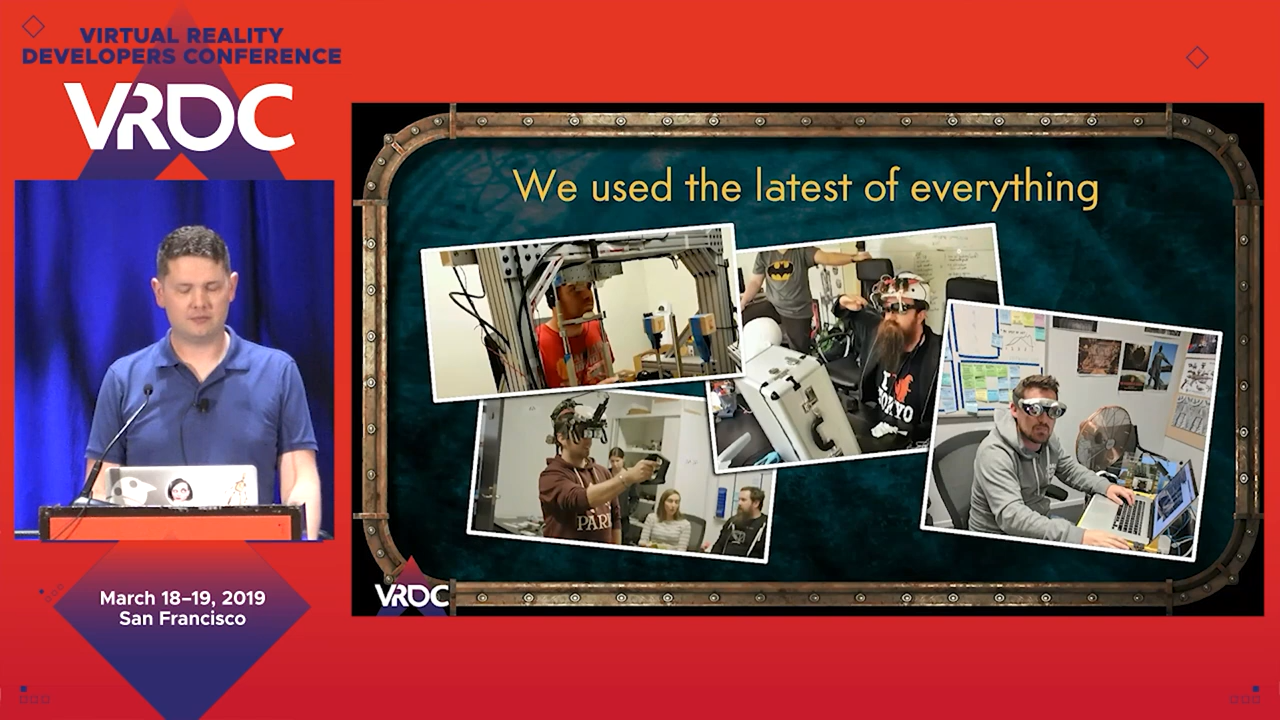 VIRTUAL REALITY
DEVELOPERS CONFERENCE
VRDC
We used the latest of everything
I
TOKYO
PARI
VRDC
March 18–19, 2019
San Francisco